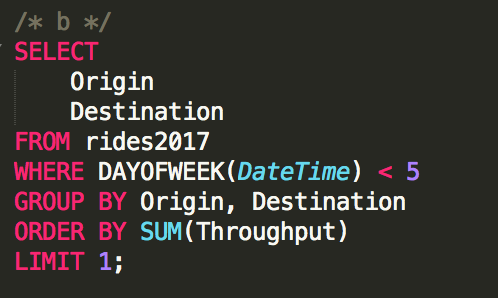 /* b */
SELECT
    Origin
    Destination
FROM rides2017
WHERE DAYOFWEEK(DateTime) < 5
GROUP BY Origin, Destination
ORDER BY SUM(Throughput)
LIMIT 1;